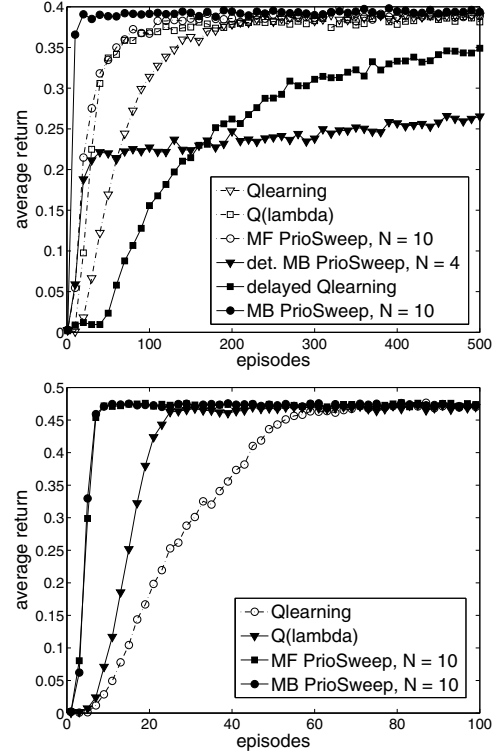 0.4
0.35
0.3
0.25
0.2
0.15
0.1
0.05
0
average return
Qlearning
Q(lambda)
MF PrioSweep, N = 10
det. MB PrioSweep, N = 4
delayed Qlearning
MB PrioSweep, N = 10
0 100 200 300 400 500
episodes
0.5
0.45
0.4
0.35
0.3
0.25
0.2
0.15
0.1
0.05
0
average return
Qlearning
Q(lambda)
MF PrioSweep, N = 10
MB PrioSweep, N = 10
0 20 40 60 80 100
episodes